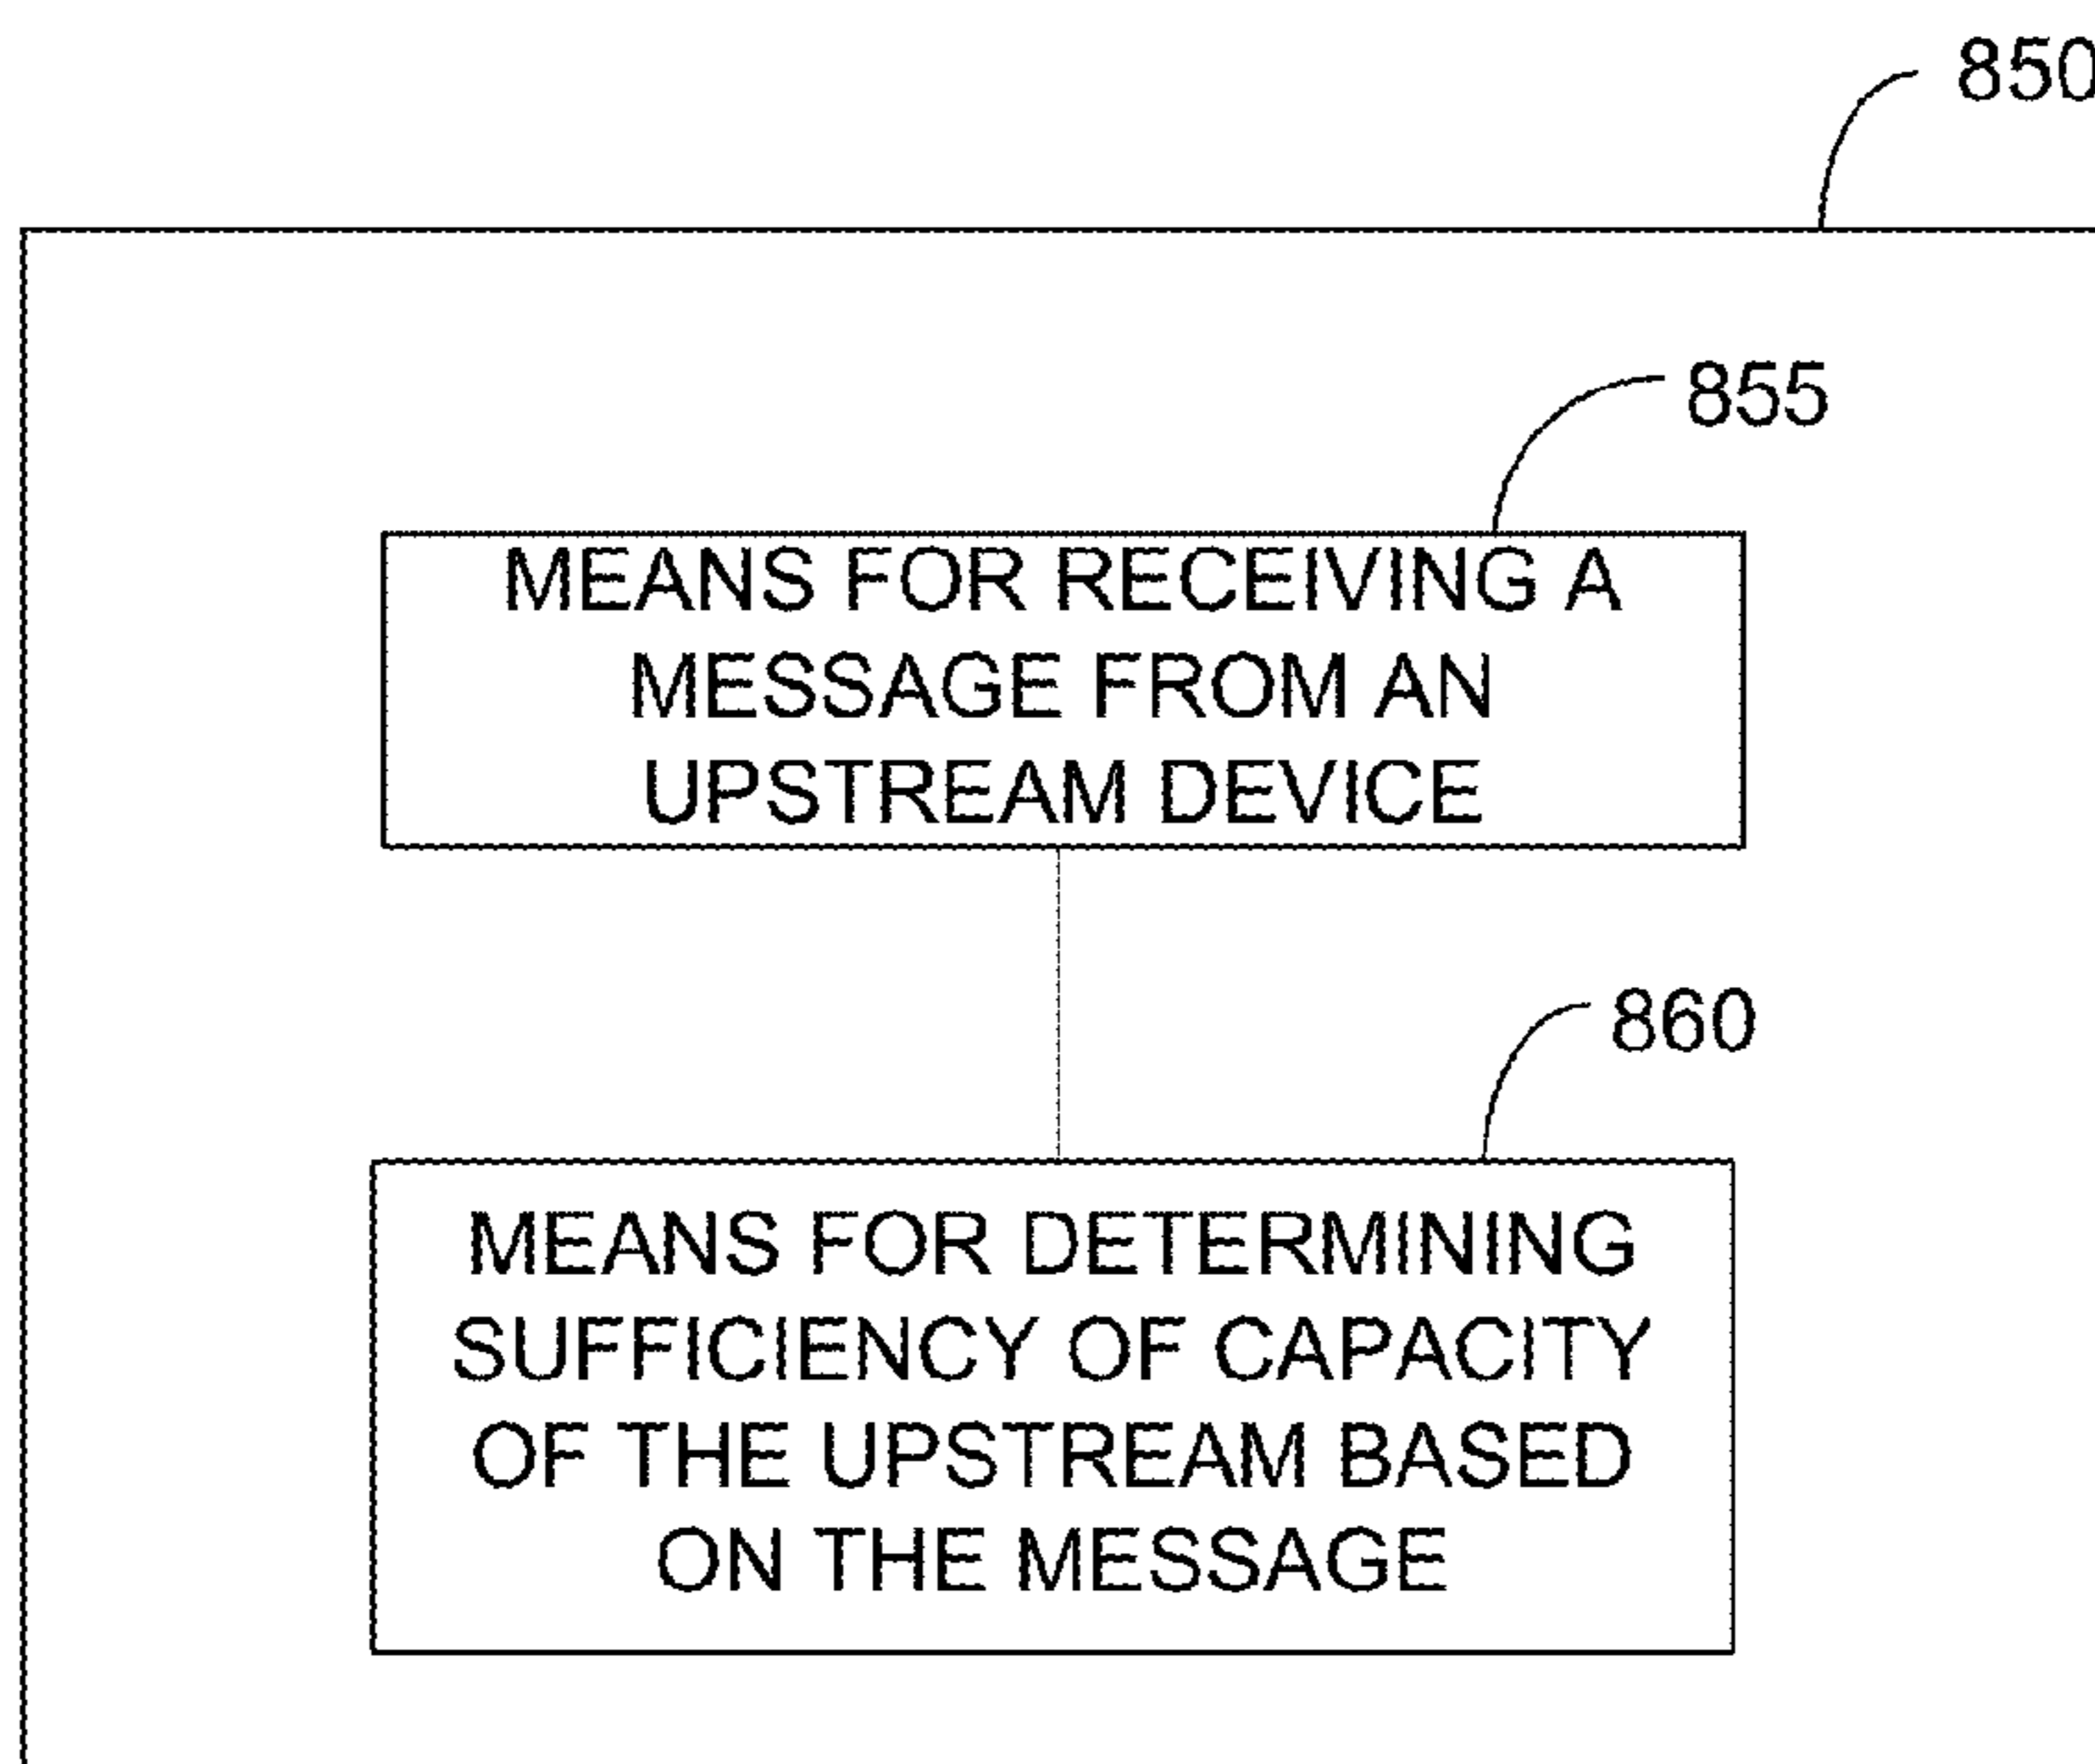 850
855
MEANS FOR RECEIVING A
MESSAGE FROM AN
UPSTREAM DEVICE
860
MEANS FOR DETERMINING
SUFFICIENCY OF CAPACITY
OF THE UPSTREAM BASED
ON THE MESSAGE